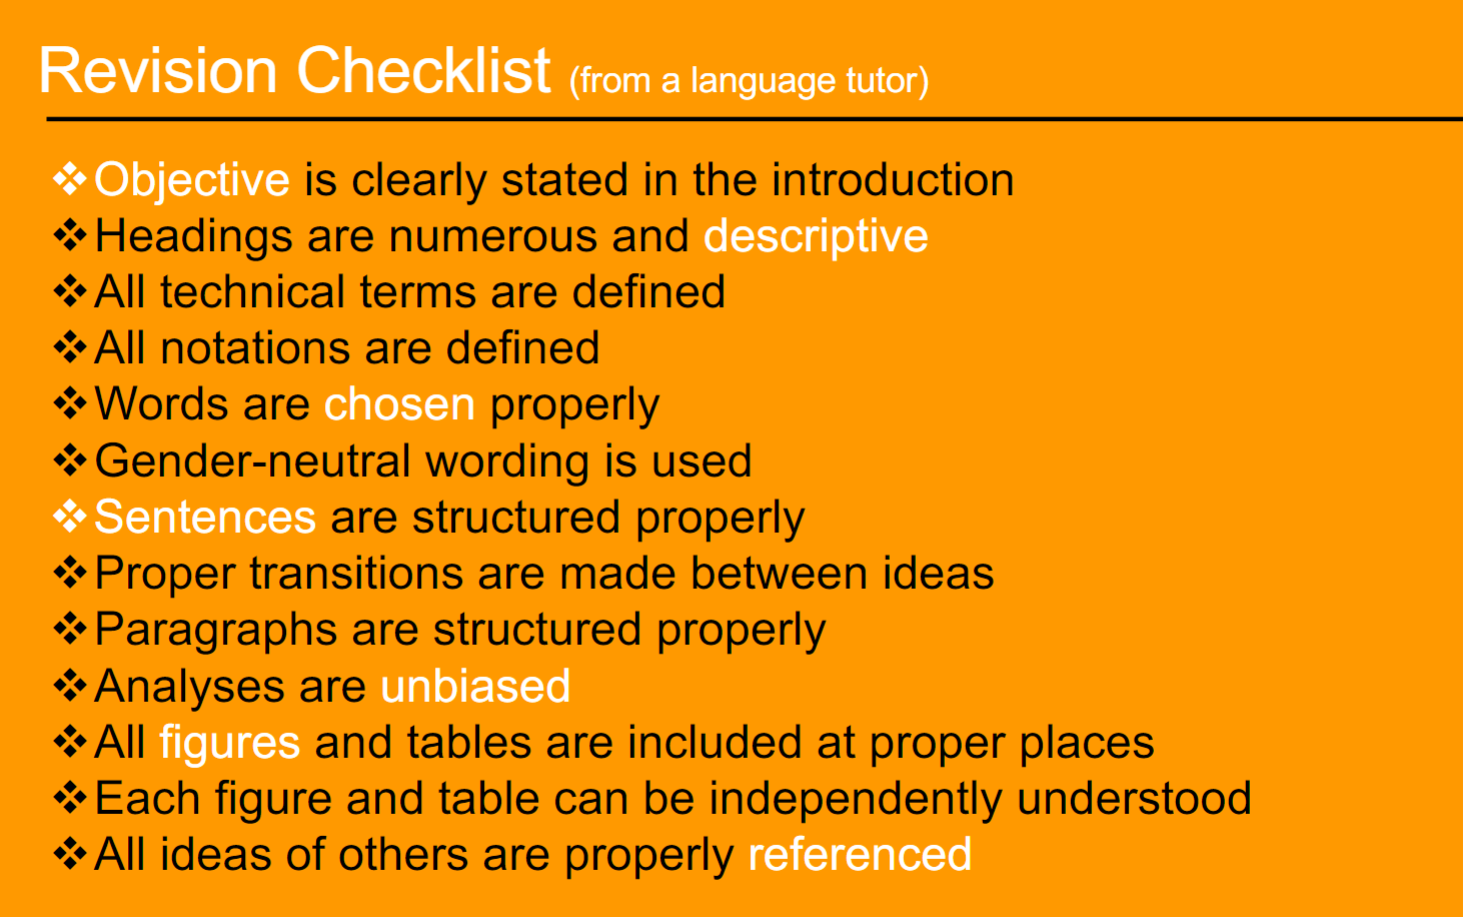 Revision Checklist (from a language tutor)
❖Objective is clearly stated in the introduction
❖Headings are numerous and descriptive
❖All technical terms are defined
❖All notations are defined
❖Words are chosen properly
❖Gender-neutral wording is used
❖Sentences are structured properly
❖Proper transitions are made between ideas
❖Paragraphs are structured properly
❖Analyses are unbiased
❖All figures and tables are included at proper places
❖Each figure and table can be independently understood
❖All ideas of others are properly referenced